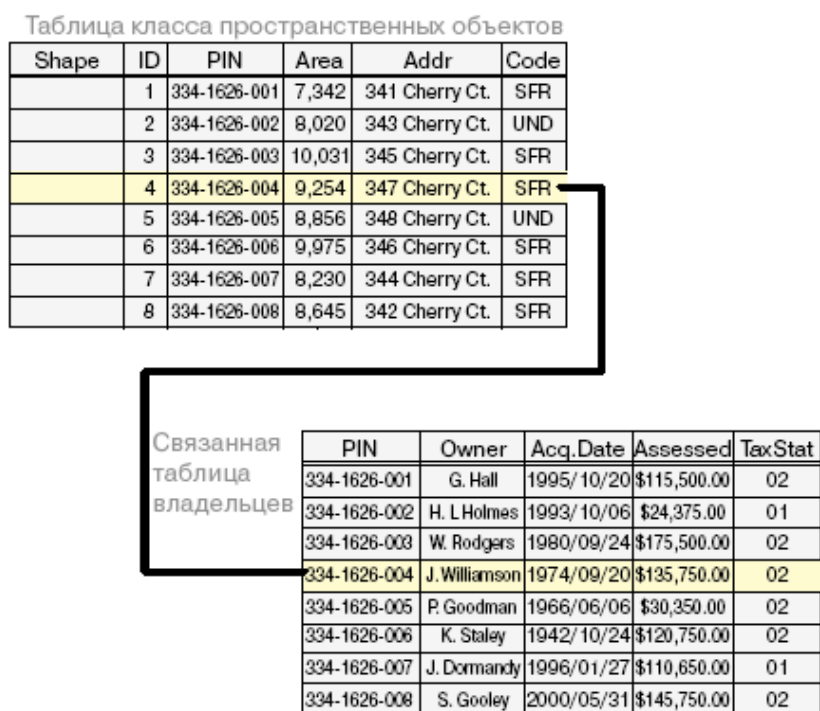 Таблица класса пространственных объектов
Shape ID PIN Area Addr Code
1 334-1626-001 7,342 341 Cherry Ct. SFR
2 334-1626-002 8,020 343 Cherry Ct. UND
3 334-1626-003 10,031 345 Cherry Ct. SFR
4 334-1626-004 9,254 347 Cherry Ct. SFR
5 334-1626-005 8,856 348 Cherry Ct. UND
6 334-1626-006 9,975 346 Cherry Ct. SFR
7 334-1626-007 8,230 344 Cherry Ct. SFR
8 334-1626-008 8,645 342 Cherry Ct. SFR
Связанная
таблица
владельцев
PIN Owner Acq.Date Assessed TaxStat
334-1626-001 G. Hall 1995/10/20 $115,500.00 02
334-1626-002 H. L Holmes 1993/10/06 $24,375.00 01
334-1626-003 W. Rodgers 1980/09/24 $175,500.00 02
334-1626-004 J. Williamson 1974/09/20 $135,750.00 02
334-1626-005 P. Goodman 1966/06/06 $30,350.00 02
334-1626-006 K. Staley 1942/10/24 $120,750.00 02
334-1626-007 J. Dormandy 1996/01/27 $110,650.00 01
334-1626-008 S. Gooley 2000/05/31 $145,750.00 02